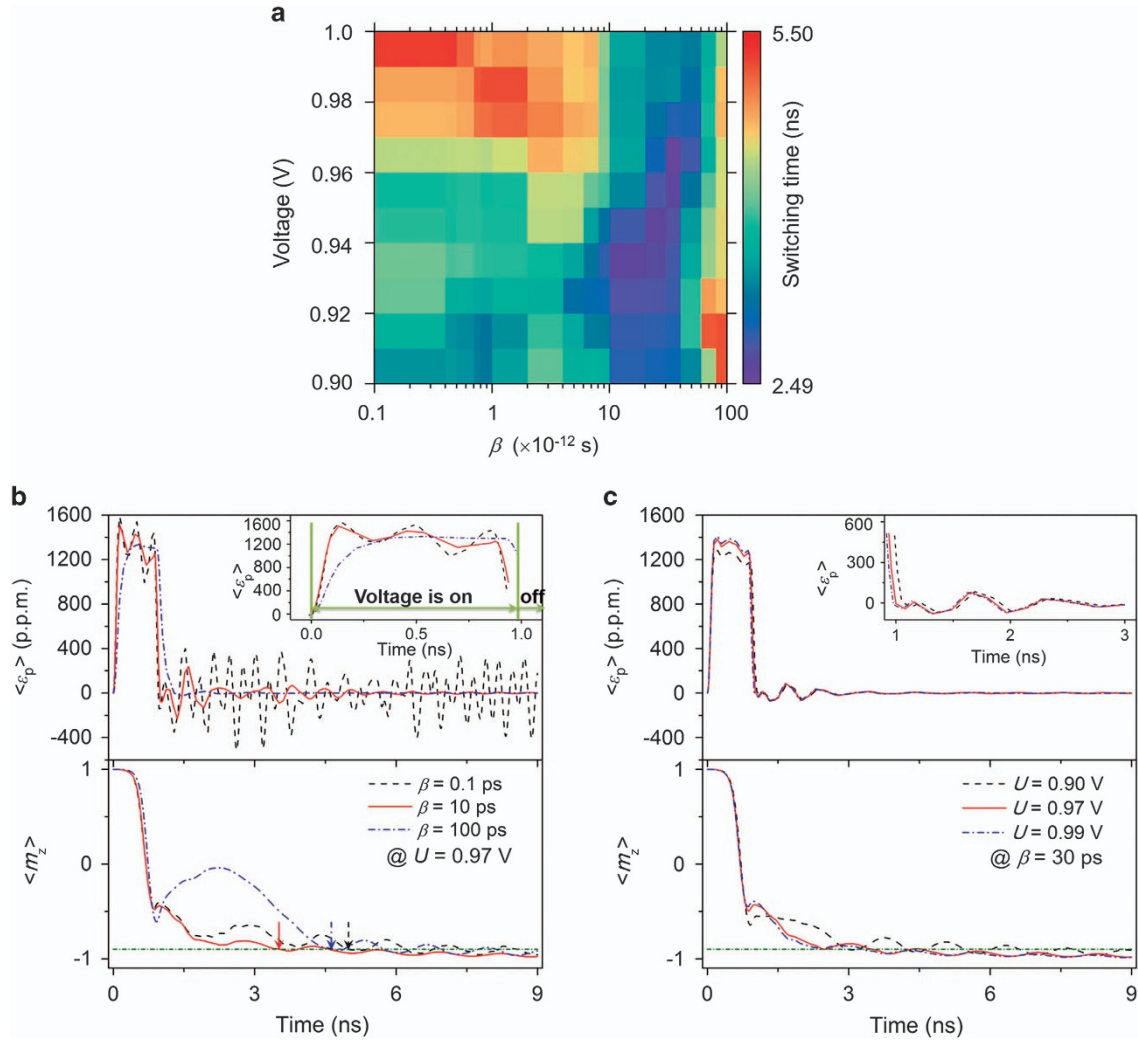 a
1.0
0.98
0.96
0.94
0.92
0.90
Voltage (V)
0.1
1
10
100
β (×10⁻¹² s)
5.50
2.49
Switching time (ns)
b
1600
1200
800
400
0
-400
<εp> (p.p.m.)
1600
1200
800
400
0
<εp>
Voltage is on
off
0.0
0.5
1.0
Time (ns)
1
0
-1
<mz>
β = 0.1 ps
β = 10 ps
β = 100 ps
@ U = 0.97 V
0
3
6
9
Time (ns)
c
1600
1200
800
400
0
-400
<εp> (p.p.m.)
600
300
0
<εp>
1
2
3
Time (ns)
1
0
-1
<mz>
U = 0.90 V
U = 0.97 V
U = 0.99 V
@ β = 30 ps
0
3
6
9
Time (ns)